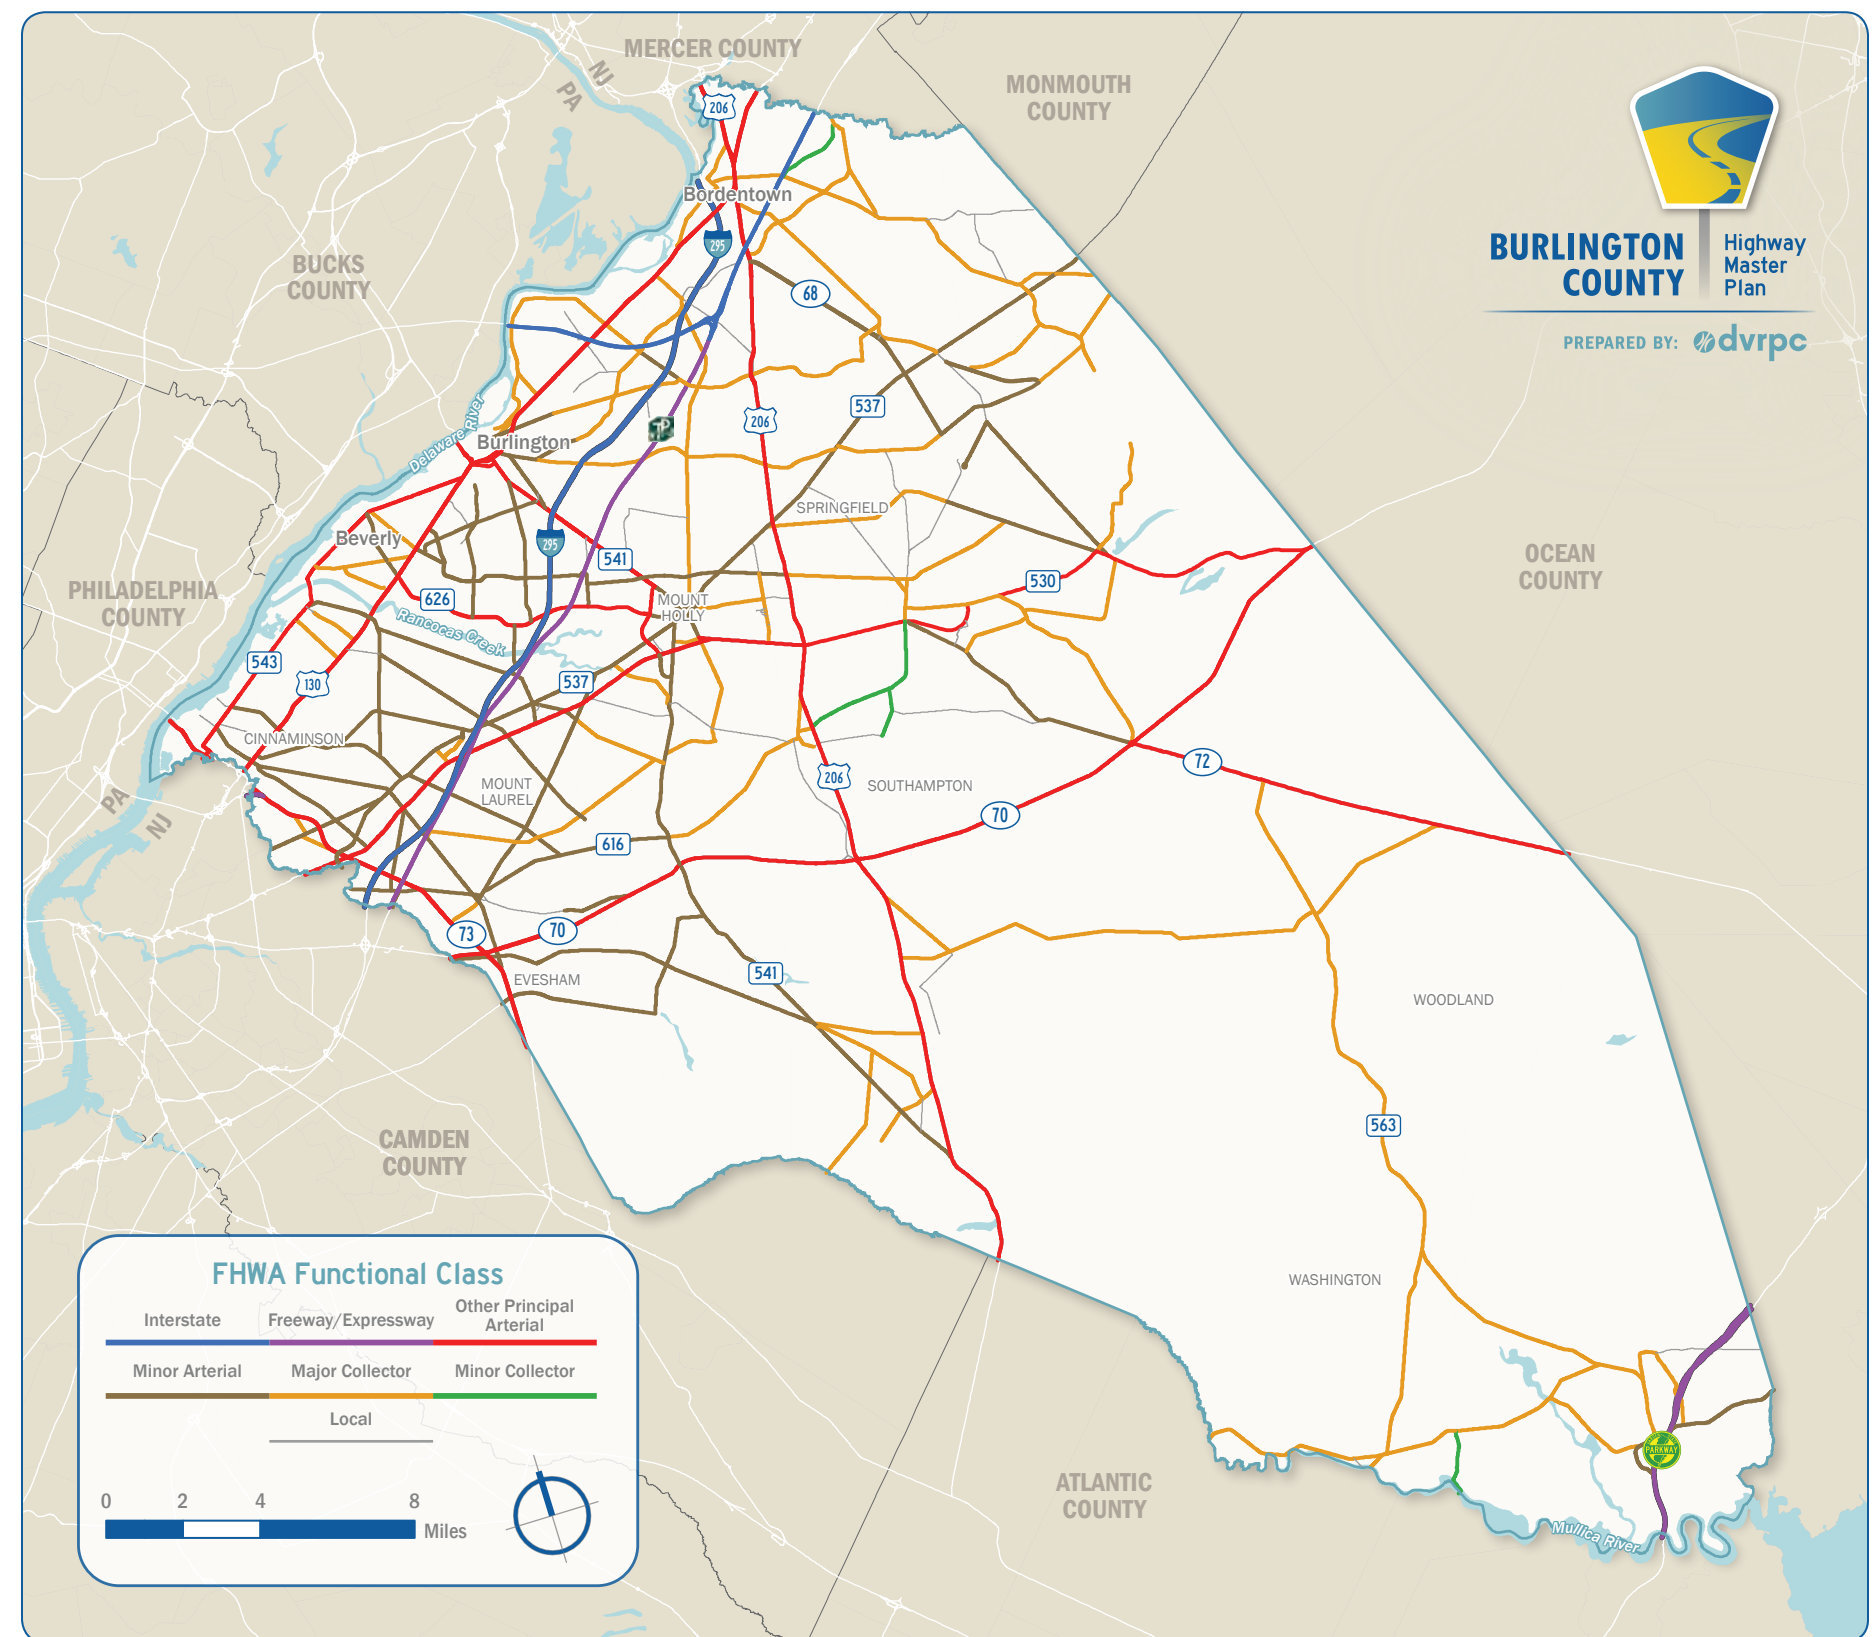 MERCER COUNTY
NJ
PA
206
MONMOUTH
COUNTY
BURLINGTON
COUNTY
Highway
Master
Plan
PREPARED BY:
dvrpc
Bordentown
295
BUCKS
COUNTY
68
537
206
TP
Delaware River
Burlington
SPRINGFIELD
Beverly
295
541
OCEAN
COUNTY
PHILADELPHIA
COUNTY
626
MOUNT
HOLLY
530
Rancocas Creek
543
130
537
CINNAMINSON
72
206
SOUTHAMPTON
MOUNT
LAUREL
PA
NJ
70
616
73
70
541
EVESHAM
WOODLAND
563
CAMDEN
COUNTY
WASHINGTON
PARKWAY
ATLANTIC
COUNTY
Mullica River
FHWA Functional Class
Interstate
Freeway/Expressway
Other Principal
Arterial
Minor Arterial
Major Collector
Minor Collector
Local
0 2 4 8
Miles